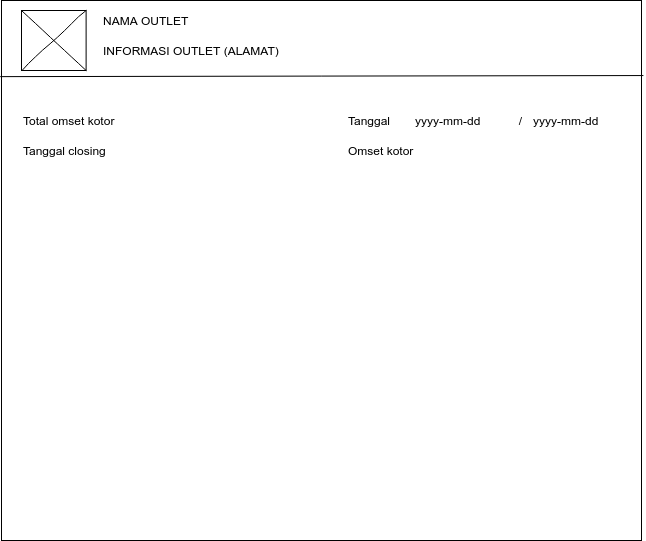 NAMA OUTLET
INFORMASI OUTLET (ALAMAT)
Total omset kotor Tanggal yyyy-mm-dd / yyyy-mm-dd
Tanggal closing Omset kotor